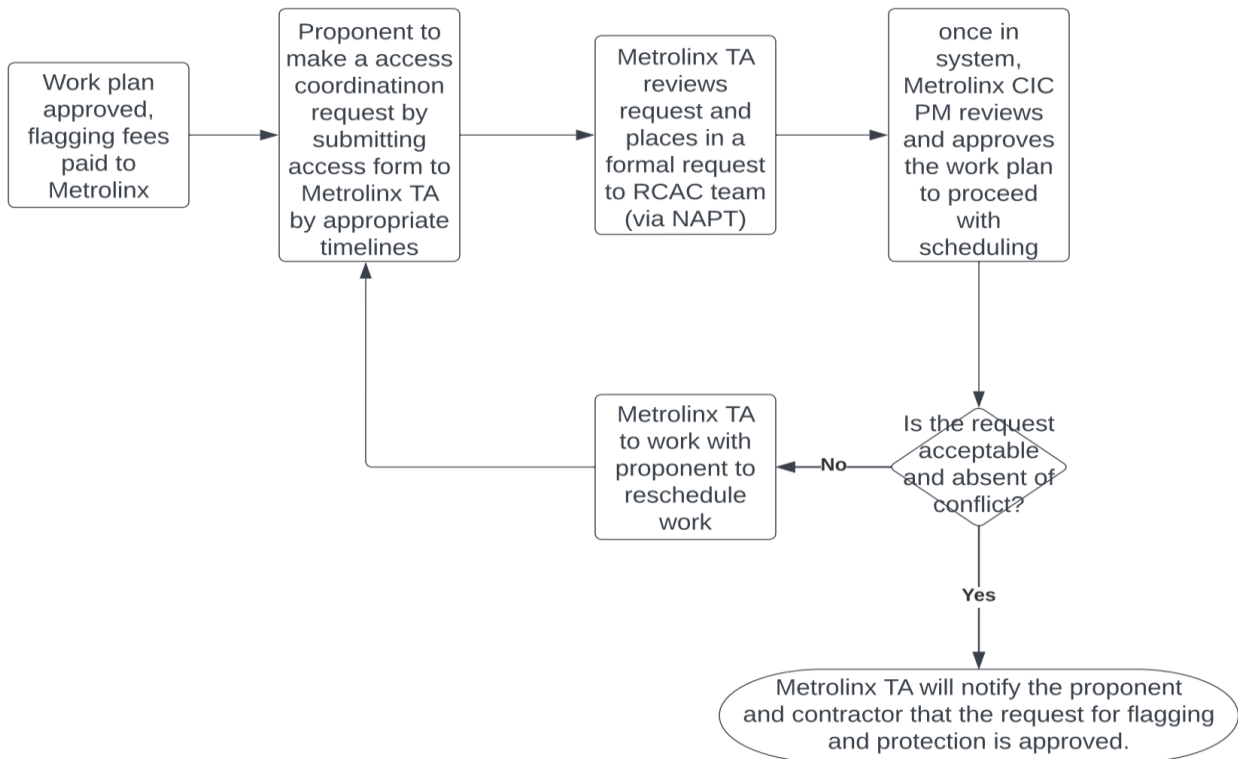 Work plan
approved,
flagging fees
paid to
Metrolinx
Proponent to
make a access
coordinatinon
request by
submitting
access form to
Metrolinx TA
by appropriate
timelines
Metrolinx TA
reviews
request and
places in a
formal request
to RCAC team
(via NAPT)
once in
system,
Metrolinx CIC
PM reviews
and approves
the work plan
to proceed
with
scheduling
Is the request
acceptable
and absent of
conflict?
No
Metrolinx TA
to work with
proponent to
reschedule
work
Yes
Metrolinx TA will notify the proponent
and contractor that the request for flagging
and protection is approved.